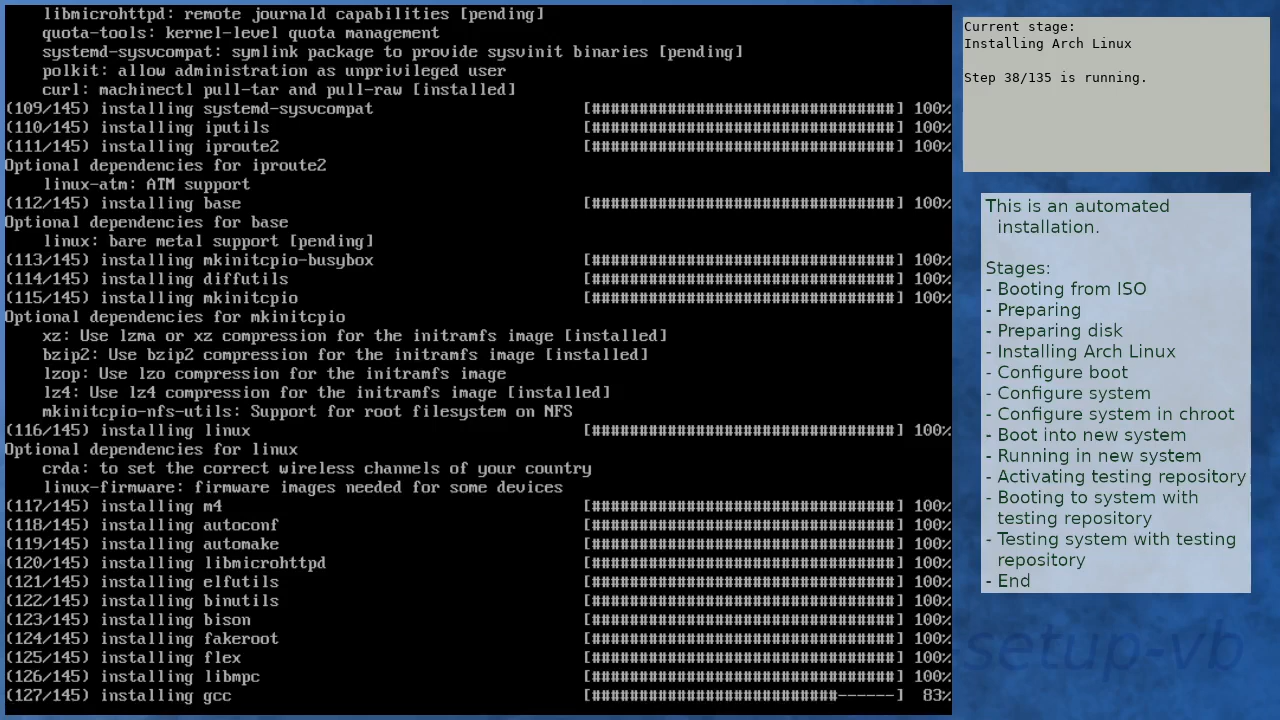 libmicrohttpd: remote journald capabilities [pending]
quota-tools: kernel-level quota management
systemd-sysvcompat: symlink package to provide sysvinit binaries [pending]
polkit: allow administration as unprivileged user
curl: machinectl pull-tar and pull-raw [installed]
(109/145) installing systemd-sysvcompat [################################] 100%
(110/145) installing iputils [################################] 100%
(111/145) installing iproute2 [################################] 100%
Optional dependencies for iproute2
linux-atm: ATM support
(112/145) installing base [################################] 100%
Optional dependencies for base
linux: bare metal support [pending]
(113/145) installing mkinitcpio-busybox [################################] 100%
(114/145) installing diffutils [################################] 100%
(115/145) installing mkinitcpio [################################] 100%
Optional dependencies for mkinitcpio
xz: Use lzma or xz compression for the initramfs image [installed]
bzip2: Use bzip2 compression for the initramfs image [installed]
lzop: Use lzo compression for the initramfs image
lz4: Use lz4 compression for the initramfs image [installed]
mkinitcpio-nfs-utils: Support for root filesystem on NFS
(116/145) installing linux [################################] 100%
Optional dependencies for linux
crda: to set the correct wireless channels of your country
linux-firmware: firmware images needed for some devices
(117/145) installing m4 [################################] 100%
(118/145) installing autoconf [################################] 100%
(119/145) installing automake [################################] 100%
(120/145) installing libmicrohttpd [################################] 100%
(121/145) installing elfutils [################################] 100%
(122/145) installing binutils [################################] 100%
(123/145) installing bison [################################] 100%
(124/145) installing fakeroot [################################] 100%
(125/145) installing flex [################################] 100%
(126/145) installing libmpc [################################] 100%
(127/145) installing gcc [##########################------] 83%
Current stage:
Installing Arch Linux
Step 38/135 is running.
This is an automated
installation.
Stages:
- Booting from ISO
- Preparing
- Preparing disk
- Installing Arch Linux
- Configure boot
- Configure system
- Configure system in chroot
- Boot into new system
- Running in new system
- Activating testing repository
- Booting to system with
testing repository
- Testing system with testing
repository
- End
setup-vb